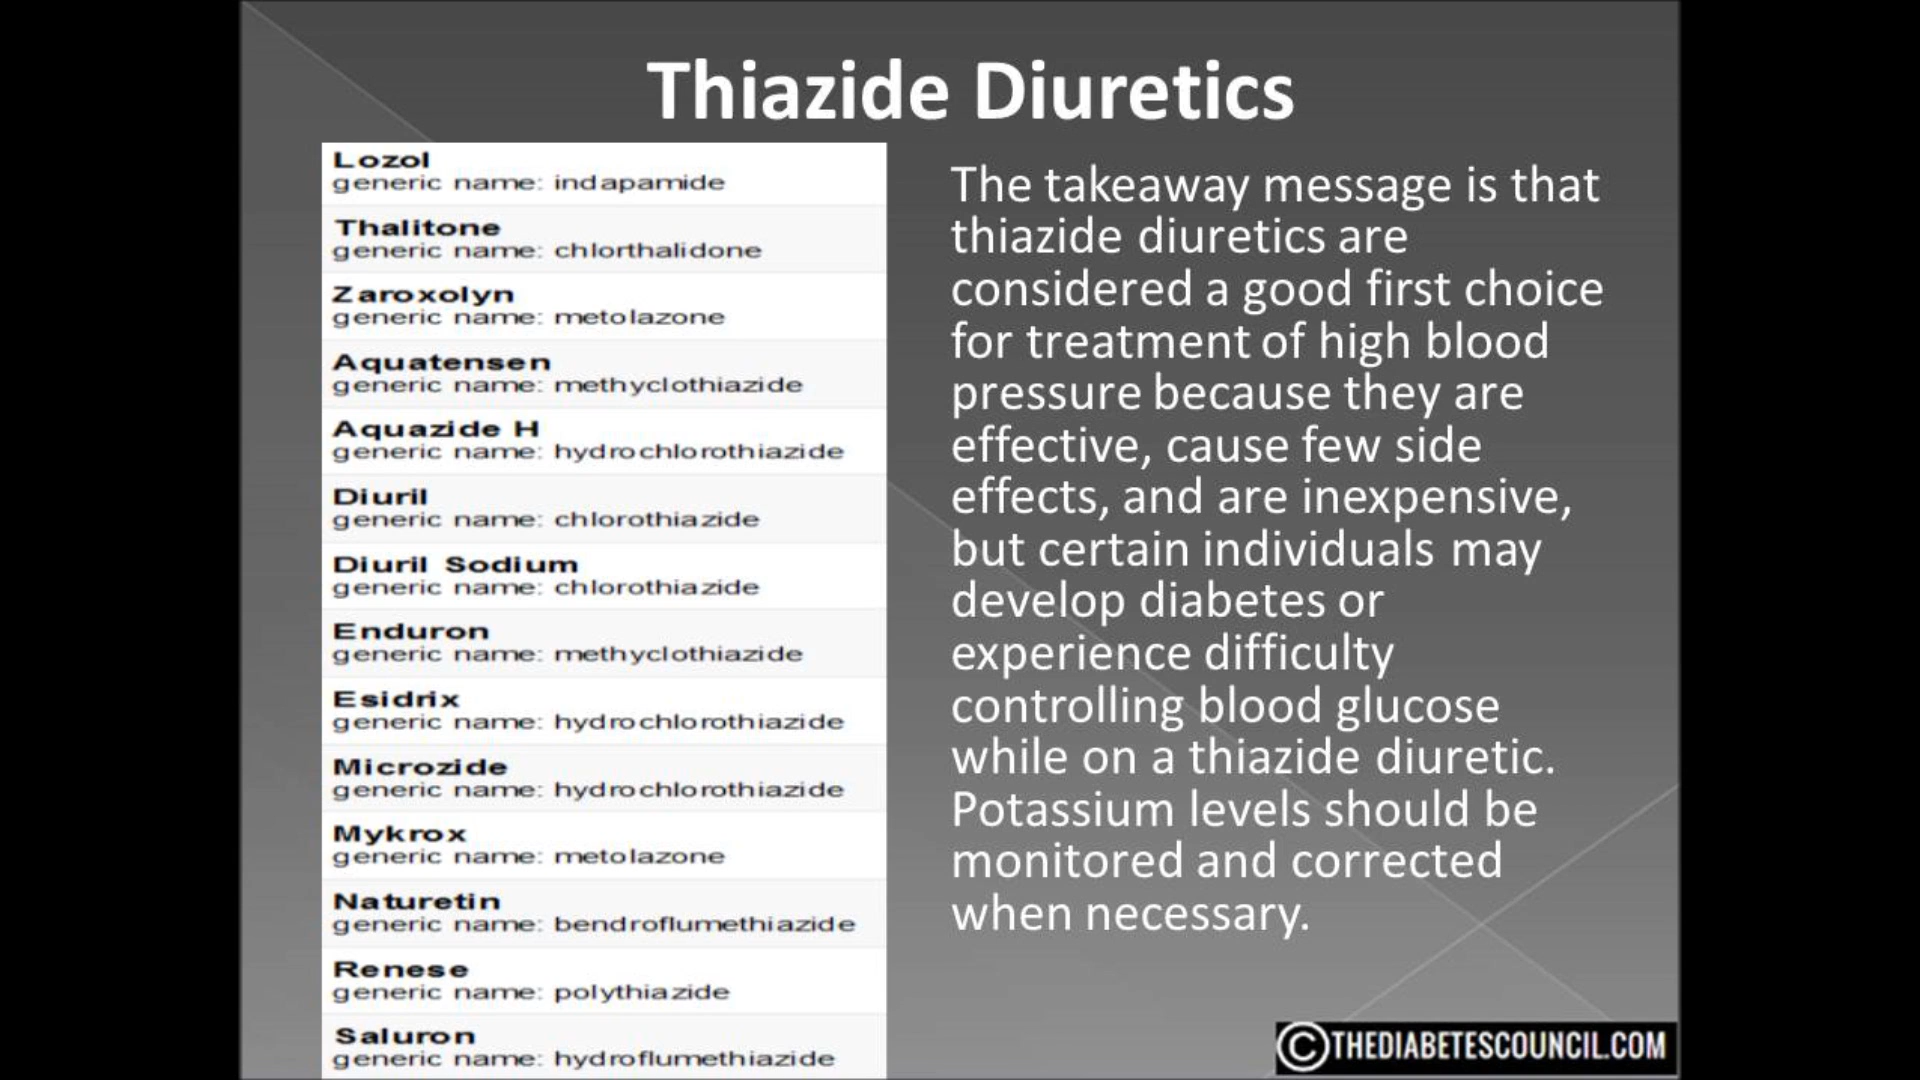 Thiazide Diuretics
Lozol
generic name: indapamide
Thalitone
generic name: chlorthalidone
Zaroxolyn
generic name: metolazone
Aquatensen
generic name: methyclothiazide
Aquazide H
generic name: hydrochlorothiazide
Diuril
generic name: chlorothiazide
Diuril Sodium
generic name: chlorothiazide
Enduron
generic name: methyclothiazide
Esidrix
generic name: hydrochlorothiazide
Microzide
generic name: hydrochlorothiazide
Mykrox
generic name: metolazone
Naturetin
generic name: bendroflumethiazide
Renese
generic name: polythiazide
Saluron
generic name: hydroflumethiazide
The takeaway message is that
thiazide diuretics are
considered a good first choice
for treatment of high blood
pressure because they are
effective, cause few side
effects, and are inexpensive,
but certain individuals may
develop diabetes or
experience difficulty
controlling blood glucose
while on a thiazide diuretic.
Potassium levels should be
monitored and corrected
when necessary.
©THEDIABETESCOUNCIL.COM